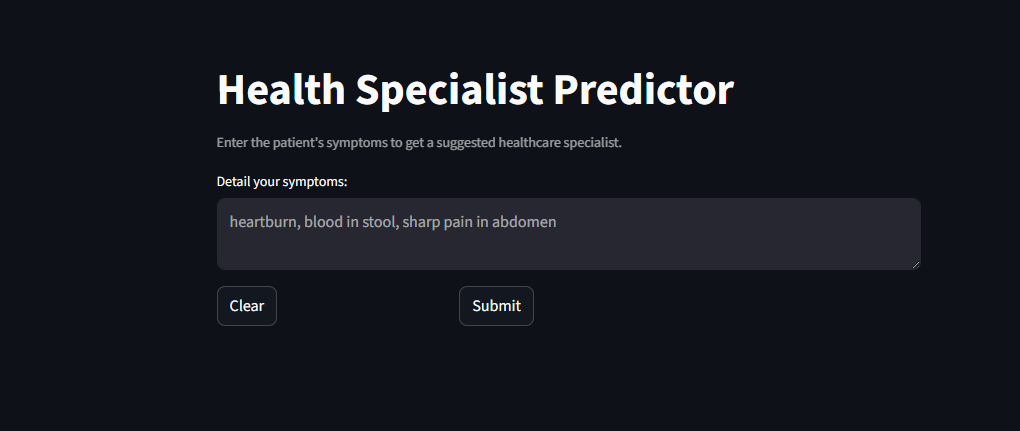 Health Specialist Predictor
Enter the patient's symptoms to get a suggested healthcare specialist.
Detail your symptoms:
heartburn, blood in stool, sharp pain in abdomen
Clear
Submit